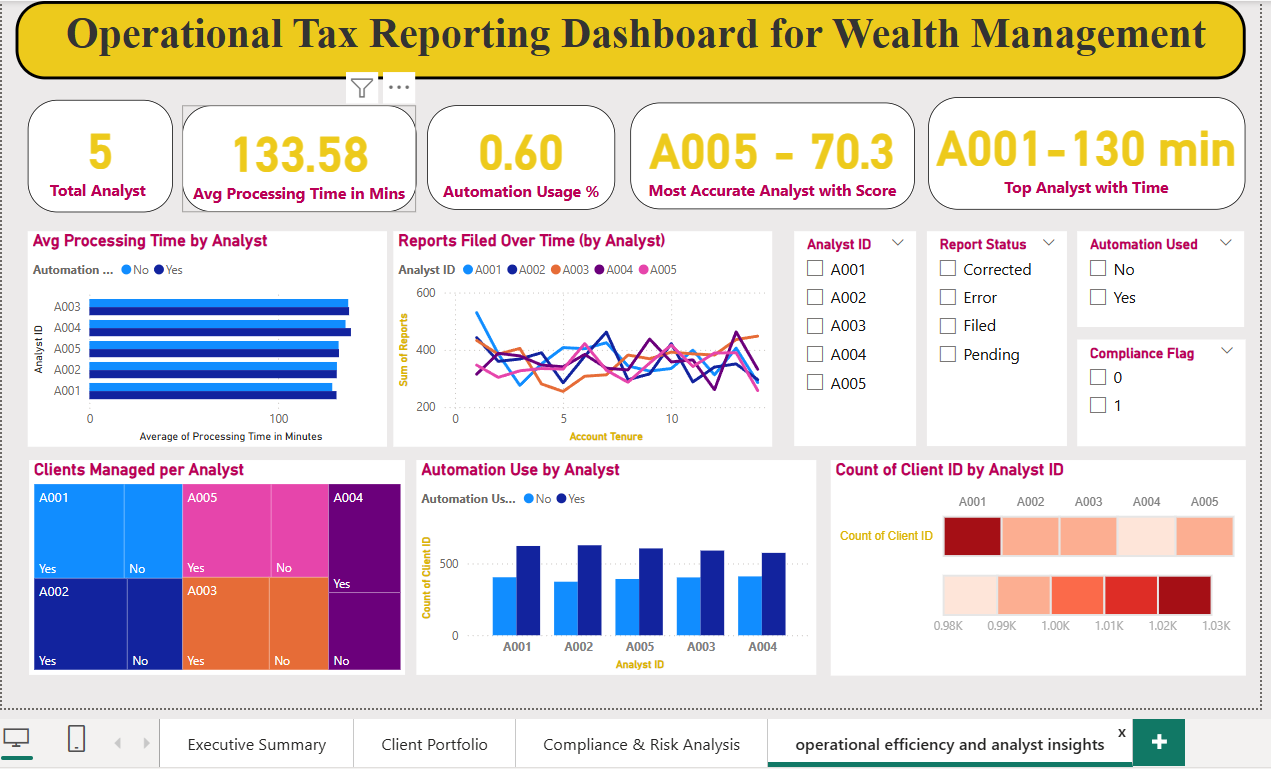 Operational Tax Reporting Dashboard for Wealth Management
5
Total Analyst
133.58
Avg Processing Time in Mins
0.60
Automation Usage %
A005 - 70.3
Most Accurate Analyst with Score
A001-130 min
Top Analyst with Time
Avg Processing Time by Analyst
Automation ... No Yes
Analyst ID
A003
A004
A005
A002
A001
0 100
Average of Processing Time in Minutes
Reports Filed Over Time (by Analyst)
Analyst ID A001 A002 A003 A004 A005
Sum of Reports
600
400
200
0 5 10
Account Tenure
Analyst ID
A001
A002
A003
A004
A005
Report Status
Corrected
Error
Filed
Pending
Automation Used
No
Yes
Compliance Flag
0
1
Clients Managed per Analyst
A001
Yes No
A005
Yes No
A004
Yes
No
A002
Yes No
A003
Yes No
Automation Use by Analyst
Automation Us... No Yes
Count of Client ID
500
0
A001 A002 A005 A003 A004
Analyst ID
Count of Client ID by Analyst ID
A001 A002 A003 A004 A005
Count of Client ID
0.98K 0.99K 1.00K 1.01K 1.02K 1.03K
Executive Summary
Client Portfolio
Compliance & Risk Analysis
operational efficiency and analyst insights
x
+